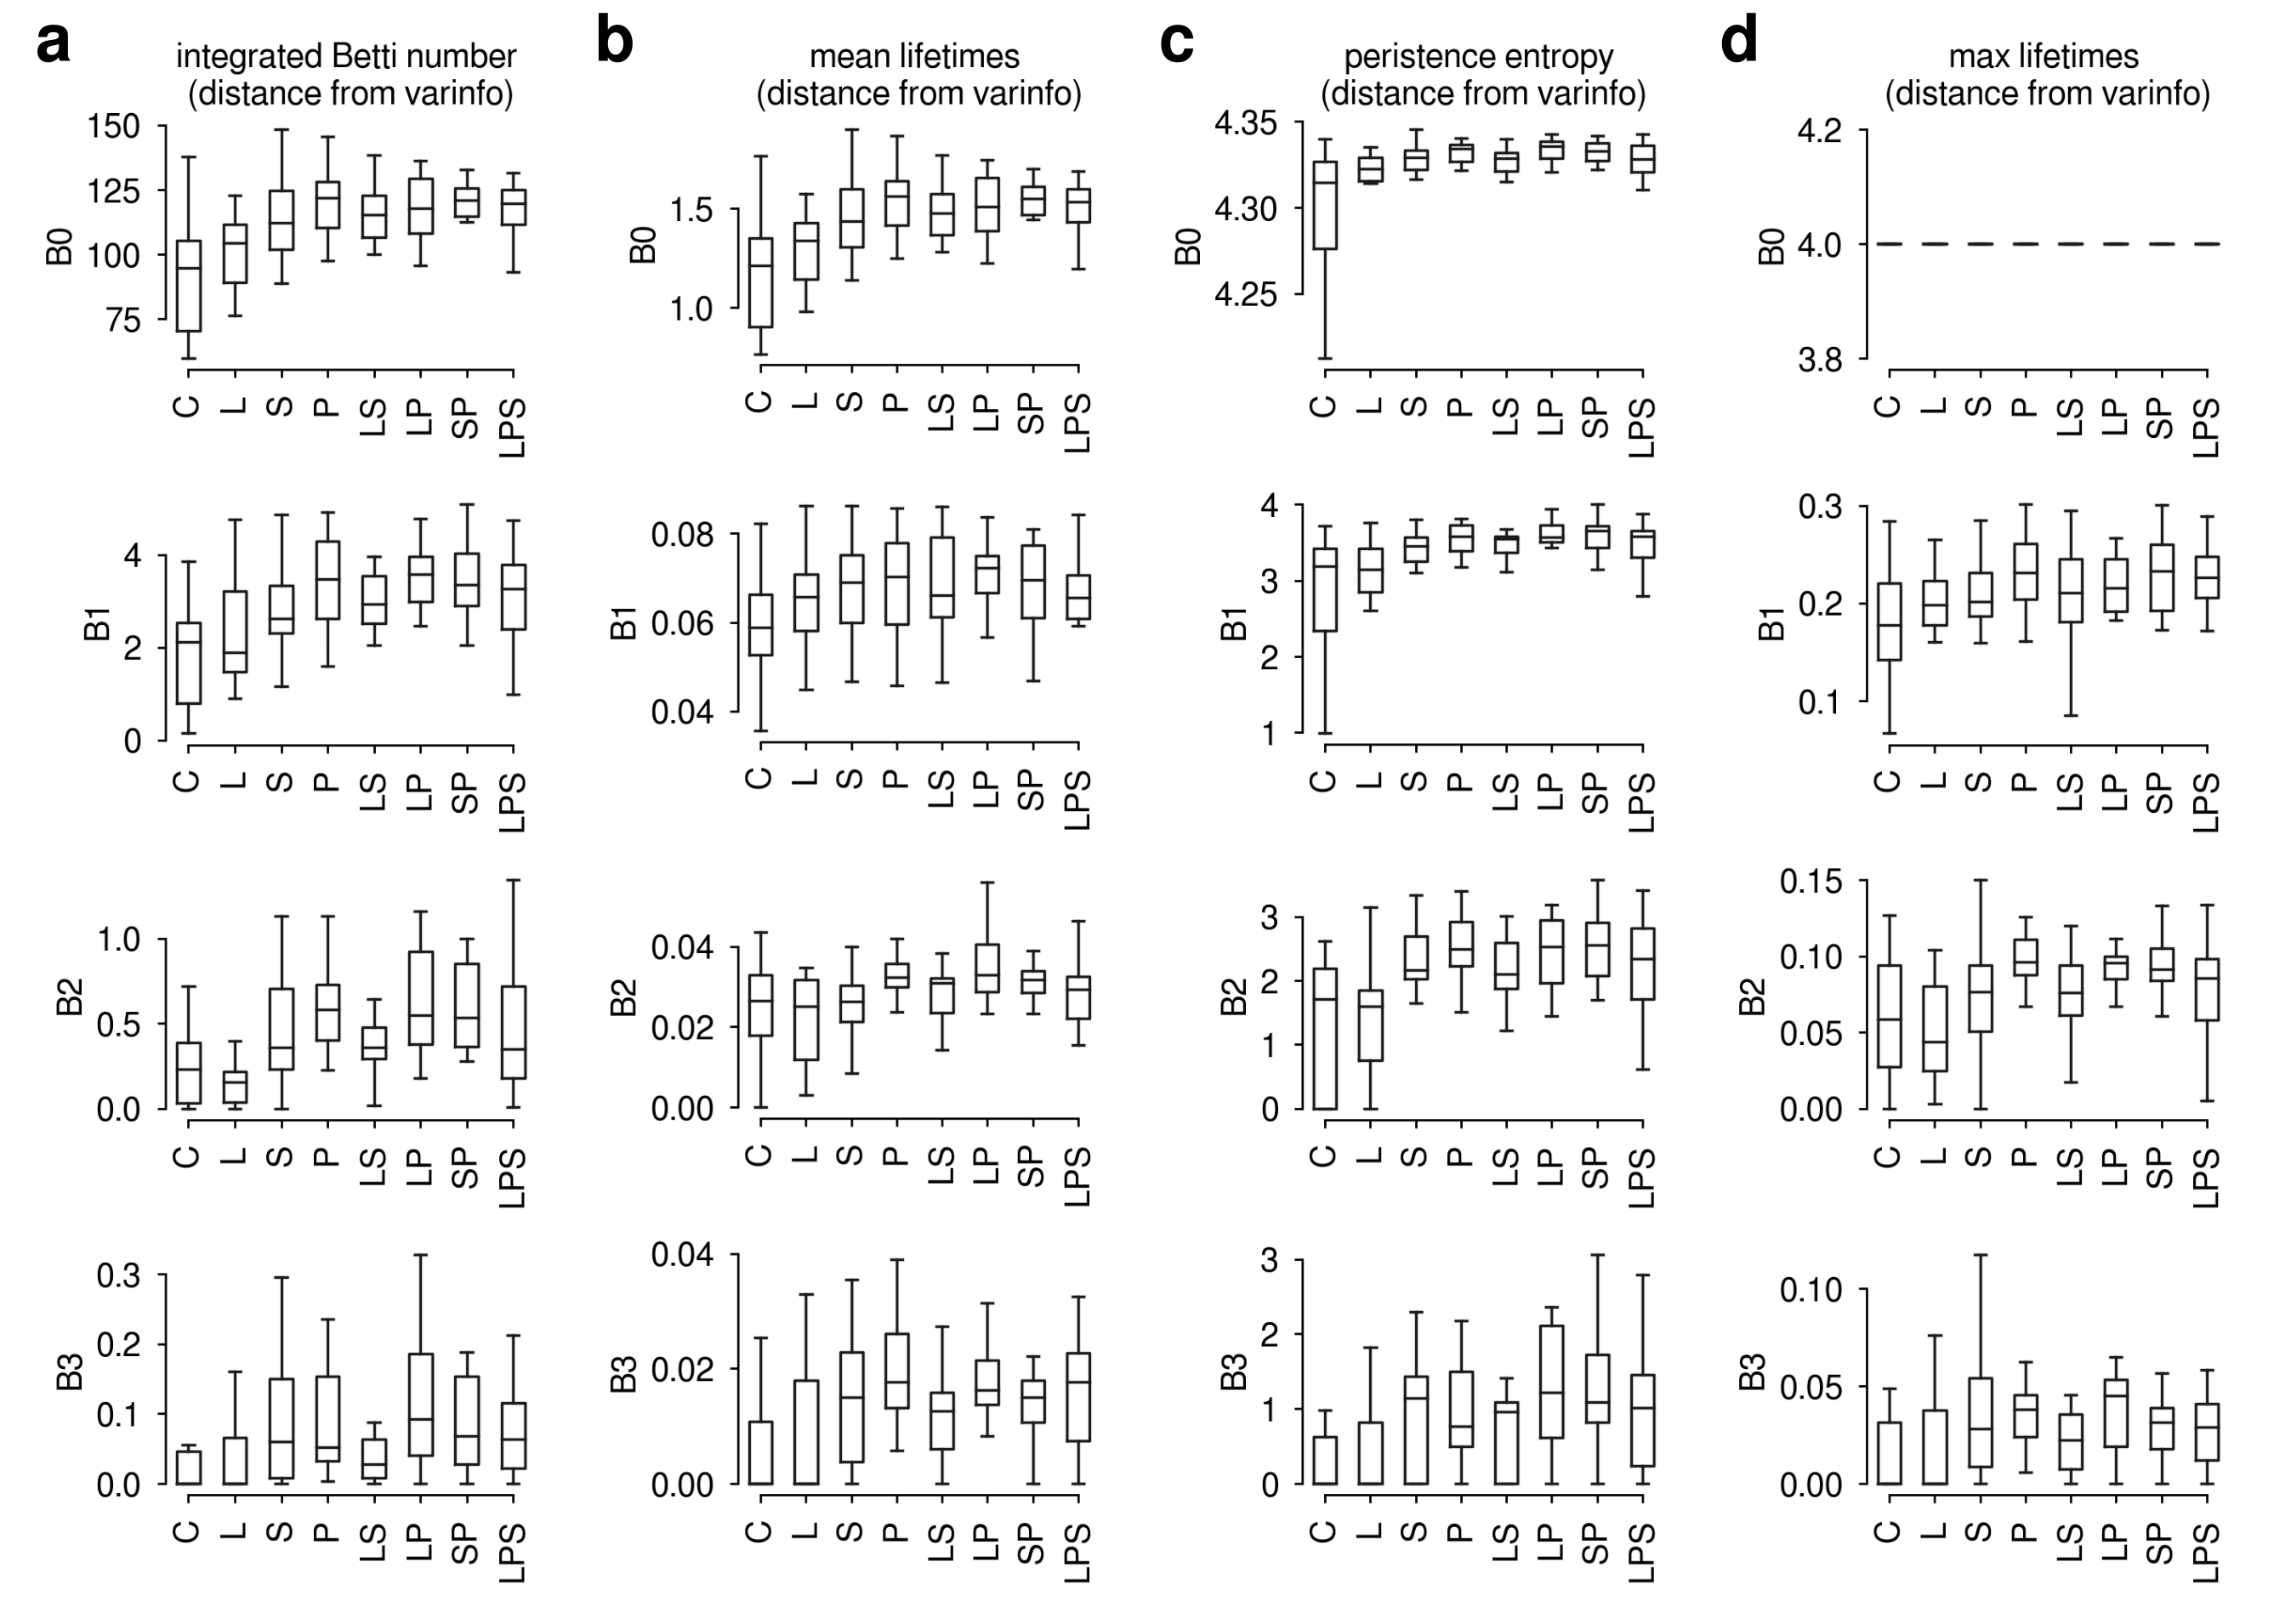 a
integrated Betti number
(distance from varinfo)
B0
150
125
100
75
C L S P LS LP SP LPS
B1
4
2
0
C L S P LS LP SP LPS
B2
1.0
0.5
0.0
C L S P LS LP SP LPS
B3
0.3
0.2
0.1
0.0
C L S P LS LP SP LPS
b
mean lifetimes
(distance from varinfo)
B0
1.5
1.0
C L S P LS LP SP LPS
B1
0.08
0.06
0.04
C L S P LS LP SP LPS
B2
0.04
0.02
0.00
C L S P LS LP SP LPS
B3
0.04
0.02
0.00
C L S P LS LP SP LPS
c
peristence entropy
(distance from varinfo)
B0
4.35
4.30
4.25
C L S P LS LP SP LPS
B1
4
3
2
1
C L S P LS LP SP LPS
B2
3
2
1
0
C L S P LS LP SP LPS
B3
3
2
1
0
C L S P LS LP SP LPS
d
max lifetimes
(distance from varinfo)
B0
4.2
4.0
3.8
C L S P LS LP SP LPS
B1
0.3
0.2
0.1
C L S P LS LP SP LPS
B2
0.15
0.10
0.05
0.00
C L S P LS LP SP LPS
B3
0.10
0.05
0.00
C L S P LS LP SP LPS